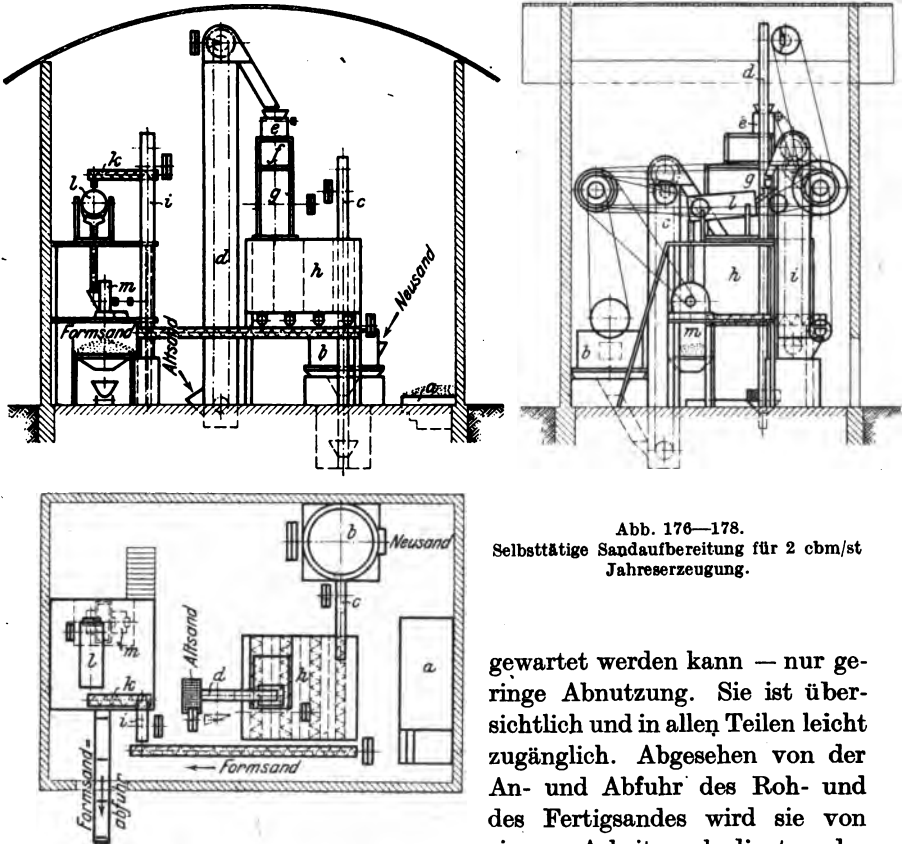 k
l
i
m
Formsand
Altsand
d
e
f
g
c
h
b
Neusand
a
d
e
g
l
c
h
i
b
m
b
Neusand
c
Altsand
d
h
a
m
l
k
i
Formsand
Formsand=
abfuhr
Abb. 176—178.
Selbsttätige Sandaufbereitung für 2 cbm/st
Jahreserzeugung.
gewartet werden kann — nur ge-
ringe Abnutzung. Sie ist über-
sichtlich und in allen Teilen leicht
zugänglich. Abgesehen von der
An- und Abfuhr des Roh- und
des Fertigsandes wird sie von